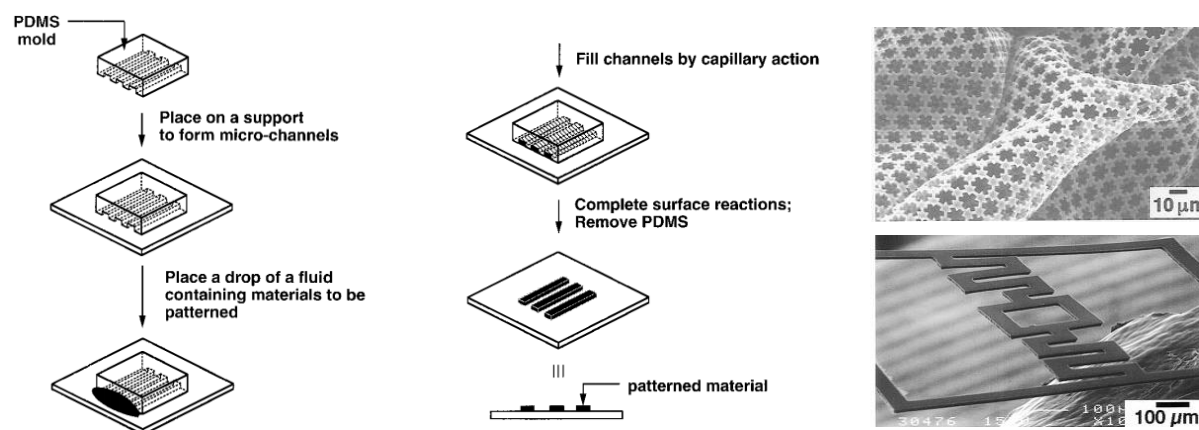 PDMS
mold
Place on a support
to form micro-channels
Place a drop of a fluid
containing materials to be
patterned
Fill channels by capillary action
Complete surface reactions;
Remove PDMS
patterned material
10 μm
100 μm
30476